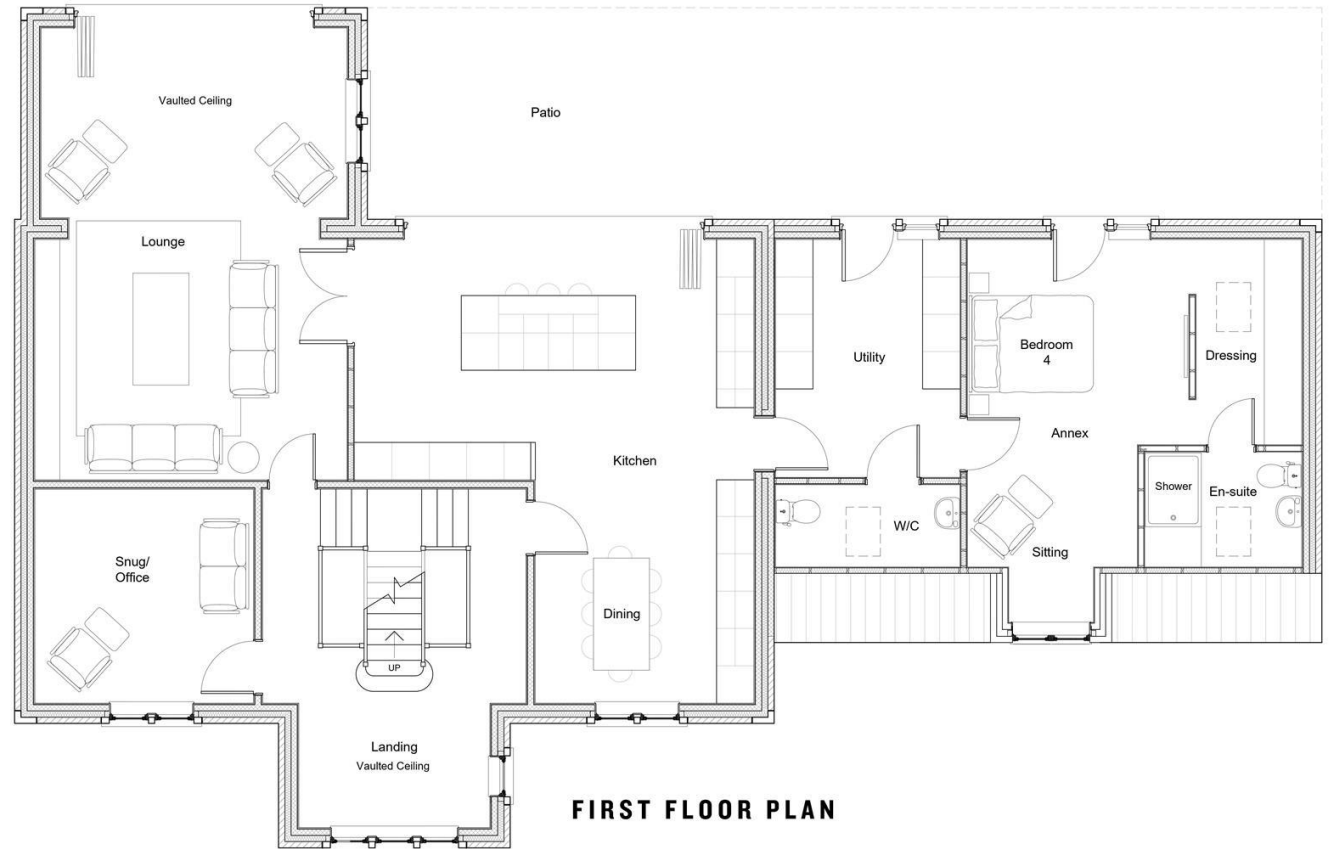 Vaulted Ceiling
Patio
Lounge
Utility
Bedroom
4
Dressing
Annex
Kitchen
Shower
En-suite
W/C
Sitting
Snug/
Office
Dining
UP
Landing
Vaulted Ceiling
FIRST FLOOR PLAN